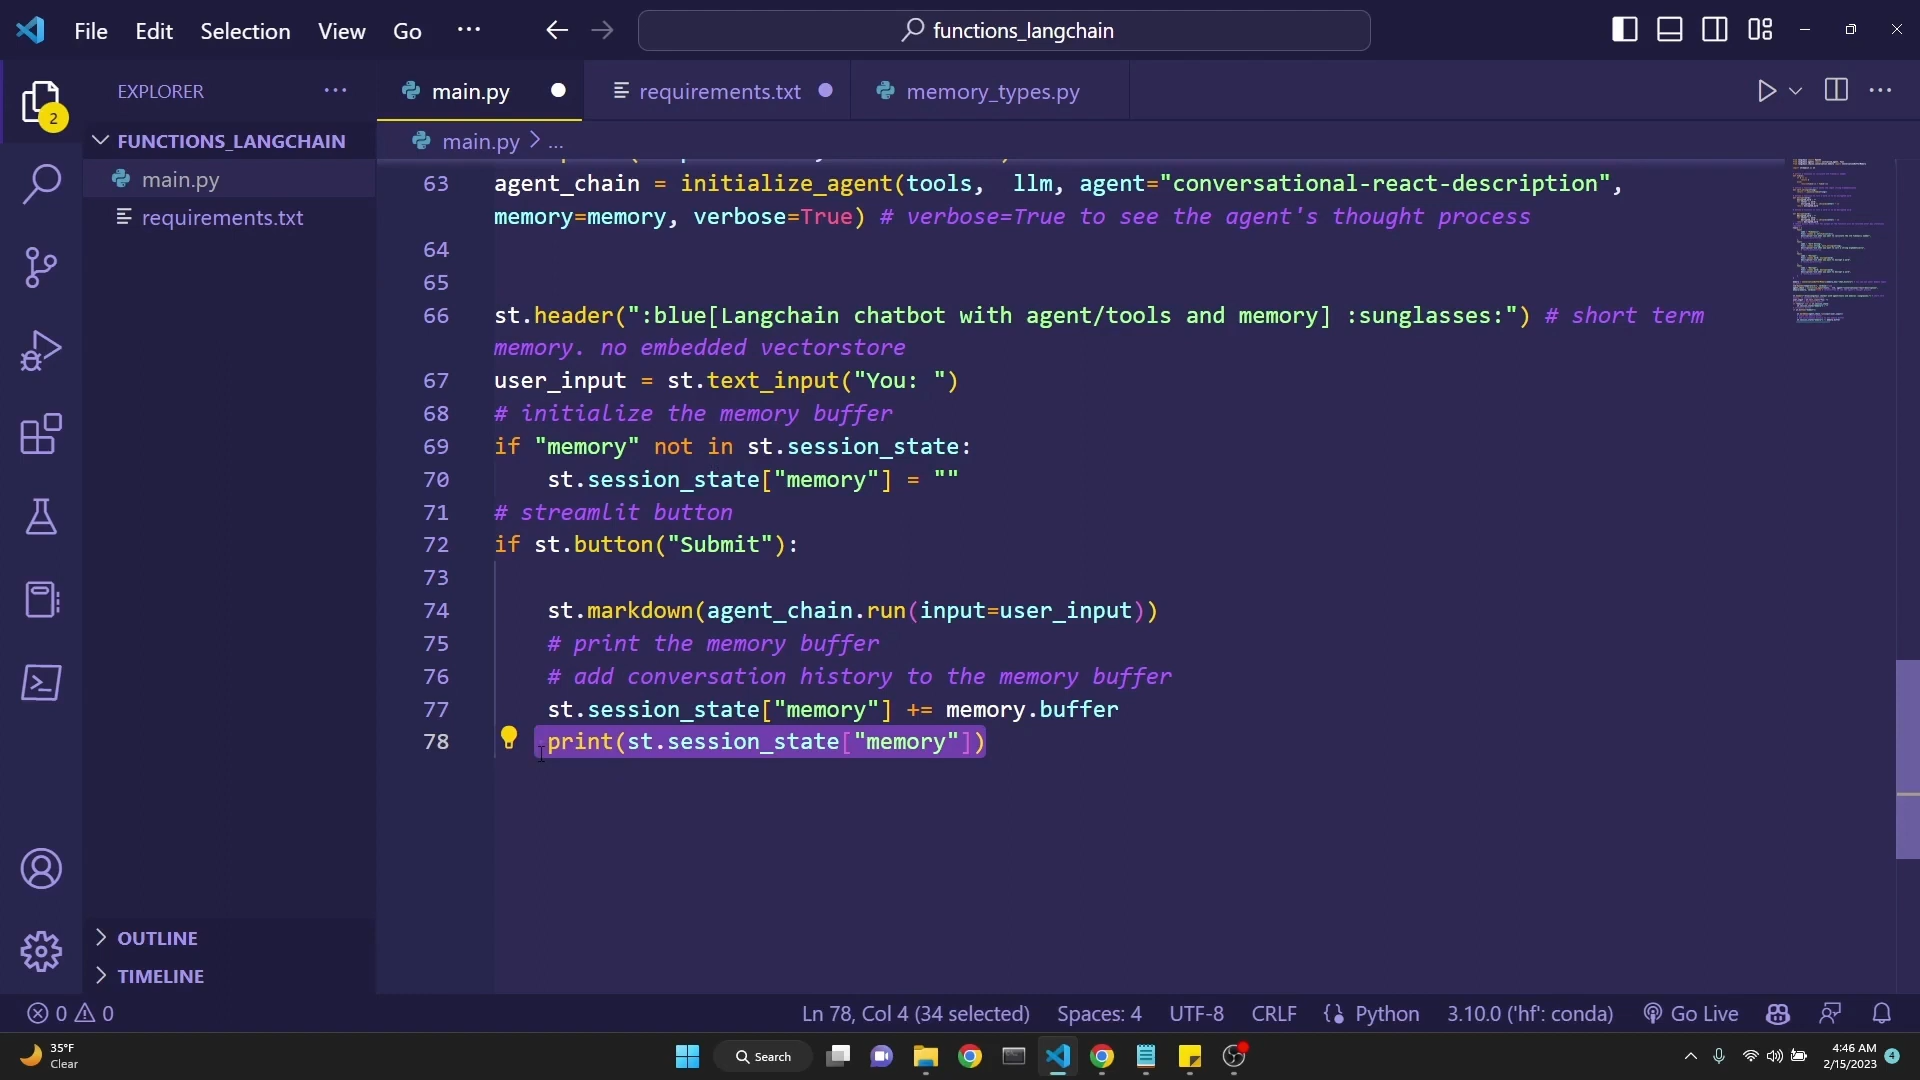 File Edit Selection View Go ··· functions_langchain
EXPLORER ···
main.py requirements.txt memory_types.py
2
FUNCTIONS_LANGCHAIN
main.py
requirements.txt
main.py > ...
63 agent_chain = initialize_agent(tools,  llm, agent="conversational-react-description",
memory=memory, verbose=True) # verbose=True to see the agent's thought process
64
65
66 st.header(":blue[Langchain chatbot with agent/tools and memory] :sunglasses:") # short term
memory. no embedded vectorstore
67 user_input = st.text_input("You: ")
68 # initialize the memory buffer
69 if "memory" not in st.session_state:
70     st.session_state["memory"] = ""
71 # streamlit button
72 if st.button("Submit"):
73
74     st.markdown(agent_chain.run(input=user_input))
75     # print the memory buffer
76     # add conversation history to the memory buffer
77     st.session_state["memory"] += memory.buffer
78     print(st.session_state["memory"])
OUTLINE
TIMELINE
0 0 Ln 78, Col 4 (34 selected) Spaces: 4 UTF-8 CRLF Python 3.10.0 ('hf': conda) Go Live
35°F
Clear
Search
4:46 AM
2/15/2023
4